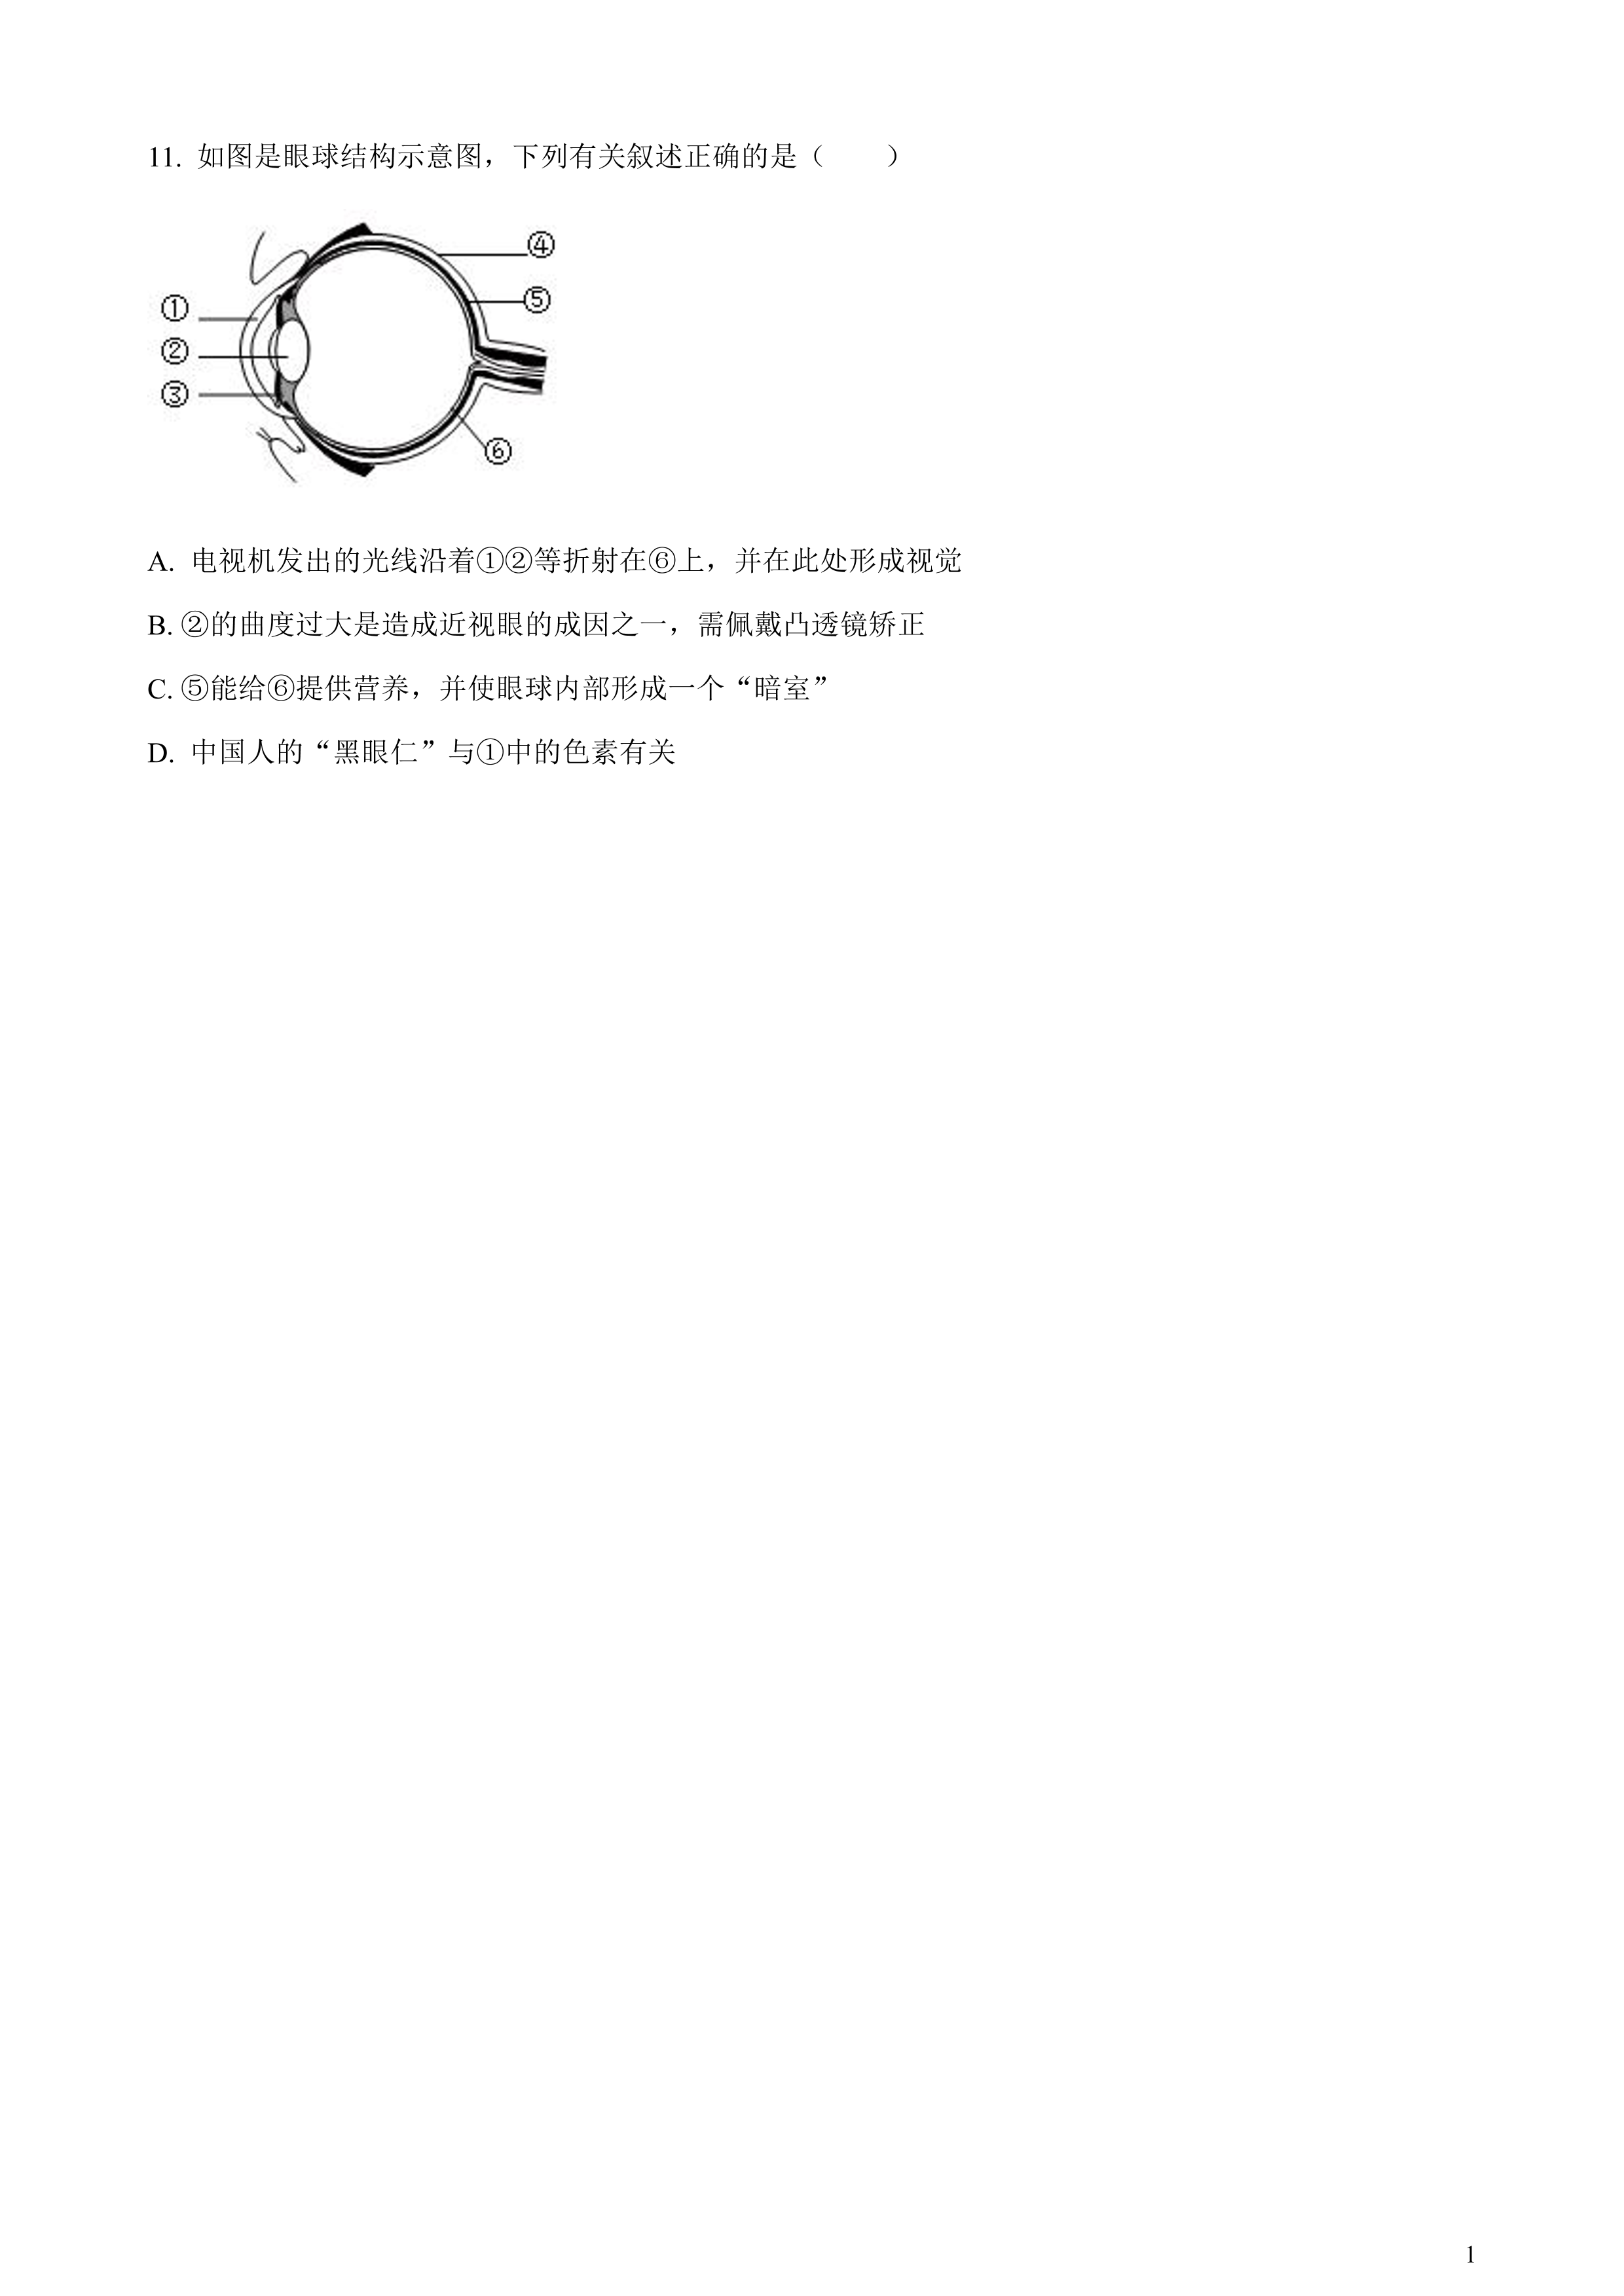 11. 如图是眼球结构示意图，下列有关叙述正确的是（　　）
④
⑤
①
②
③
⑥
A. 电视机发出的光线沿着①②等折射在⑥上，并在此处形成视觉
B. ②的曲度过大是造成近视眼的成因之一，需佩戴凸透镜矫正
C. ⑤能给⑥提供营养，并使眼球内部形成一个“暗室”
D. 中国人的“黑眼仁”与①中的色素有关
1